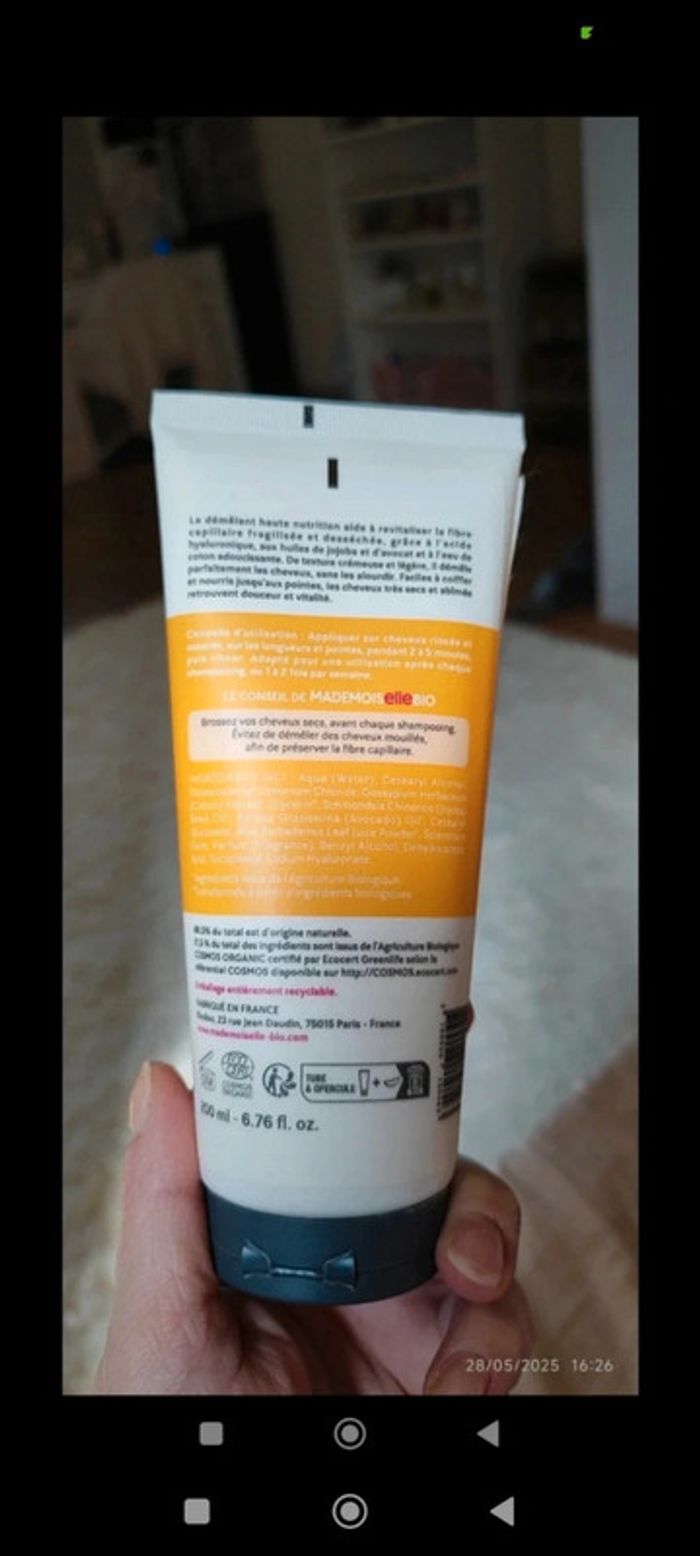 Le démêlant haute nutrition aide à revitaliser la fibre
capillaire fragilisée et desséchée, grâce à l'acide
hyaluronique, aux huiles de jojoba et d'avocat et à l'eau de
coton adoucissante. De texture crémeuse et légère, il démêle
parfaitement les cheveux, sans les alourdir. Faciles à coiffer
et nourris jusqu'aux pointes, les cheveux très secs et abîmés
retrouvent douceur et vitalité.
Conseils d'utilisation : Appliquer sur cheveux rincés et
essorés, sur les longueurs et pointes, pendant 2 à 5 minutes,
puis rincer. Adapté pour une utilisation après chaque
shampooing, ou 1 à 2 fois par semaine.
LE CONSEIL DE MADEMOISelleBIO
Brossez vos cheveux secs, avant chaque shampooing.
Évitez de démêler des cheveux mouillés,
afin de préserver la fibre capillaire.
Aqua (Water), Cetearyl Alcohol
Chloride, Gossypium Herbaceum
Glycerin*, Simmondsia Chinensis
Seed Oil*, Persea Gratissima (Avocado) Oil*,
Barbadensis Leaf Juice Powder*,
Parfum (Fragrance), Benzyl Alcohol,
Acid, Tocopherol, Sodium Hyaluronate.
*Ingrédients issus de l'Agriculture Biologique.
à partir d'ingrédients biologiques
du total est d'origine naturelle.
% du total des ingrédients sont issus de l'Agriculture Biologique
COSMOS ORGANIC certifié par Ecocert Greenlife selon le
référentiel COSMOS disponible sur http://COSMOS.ecocert.com
Emballage entièrement recyclable.
FABRIQUÉ EN FRANCE
23 rue Jean Daudin, 75015 Paris - France
www.mademoiselle-bio.com
ECO
CERT
COSMOS
ORGANIC
TUBE
& OPERCULE
+
200 ml - 6.76 fl. oz.
28/05/2025 16:26